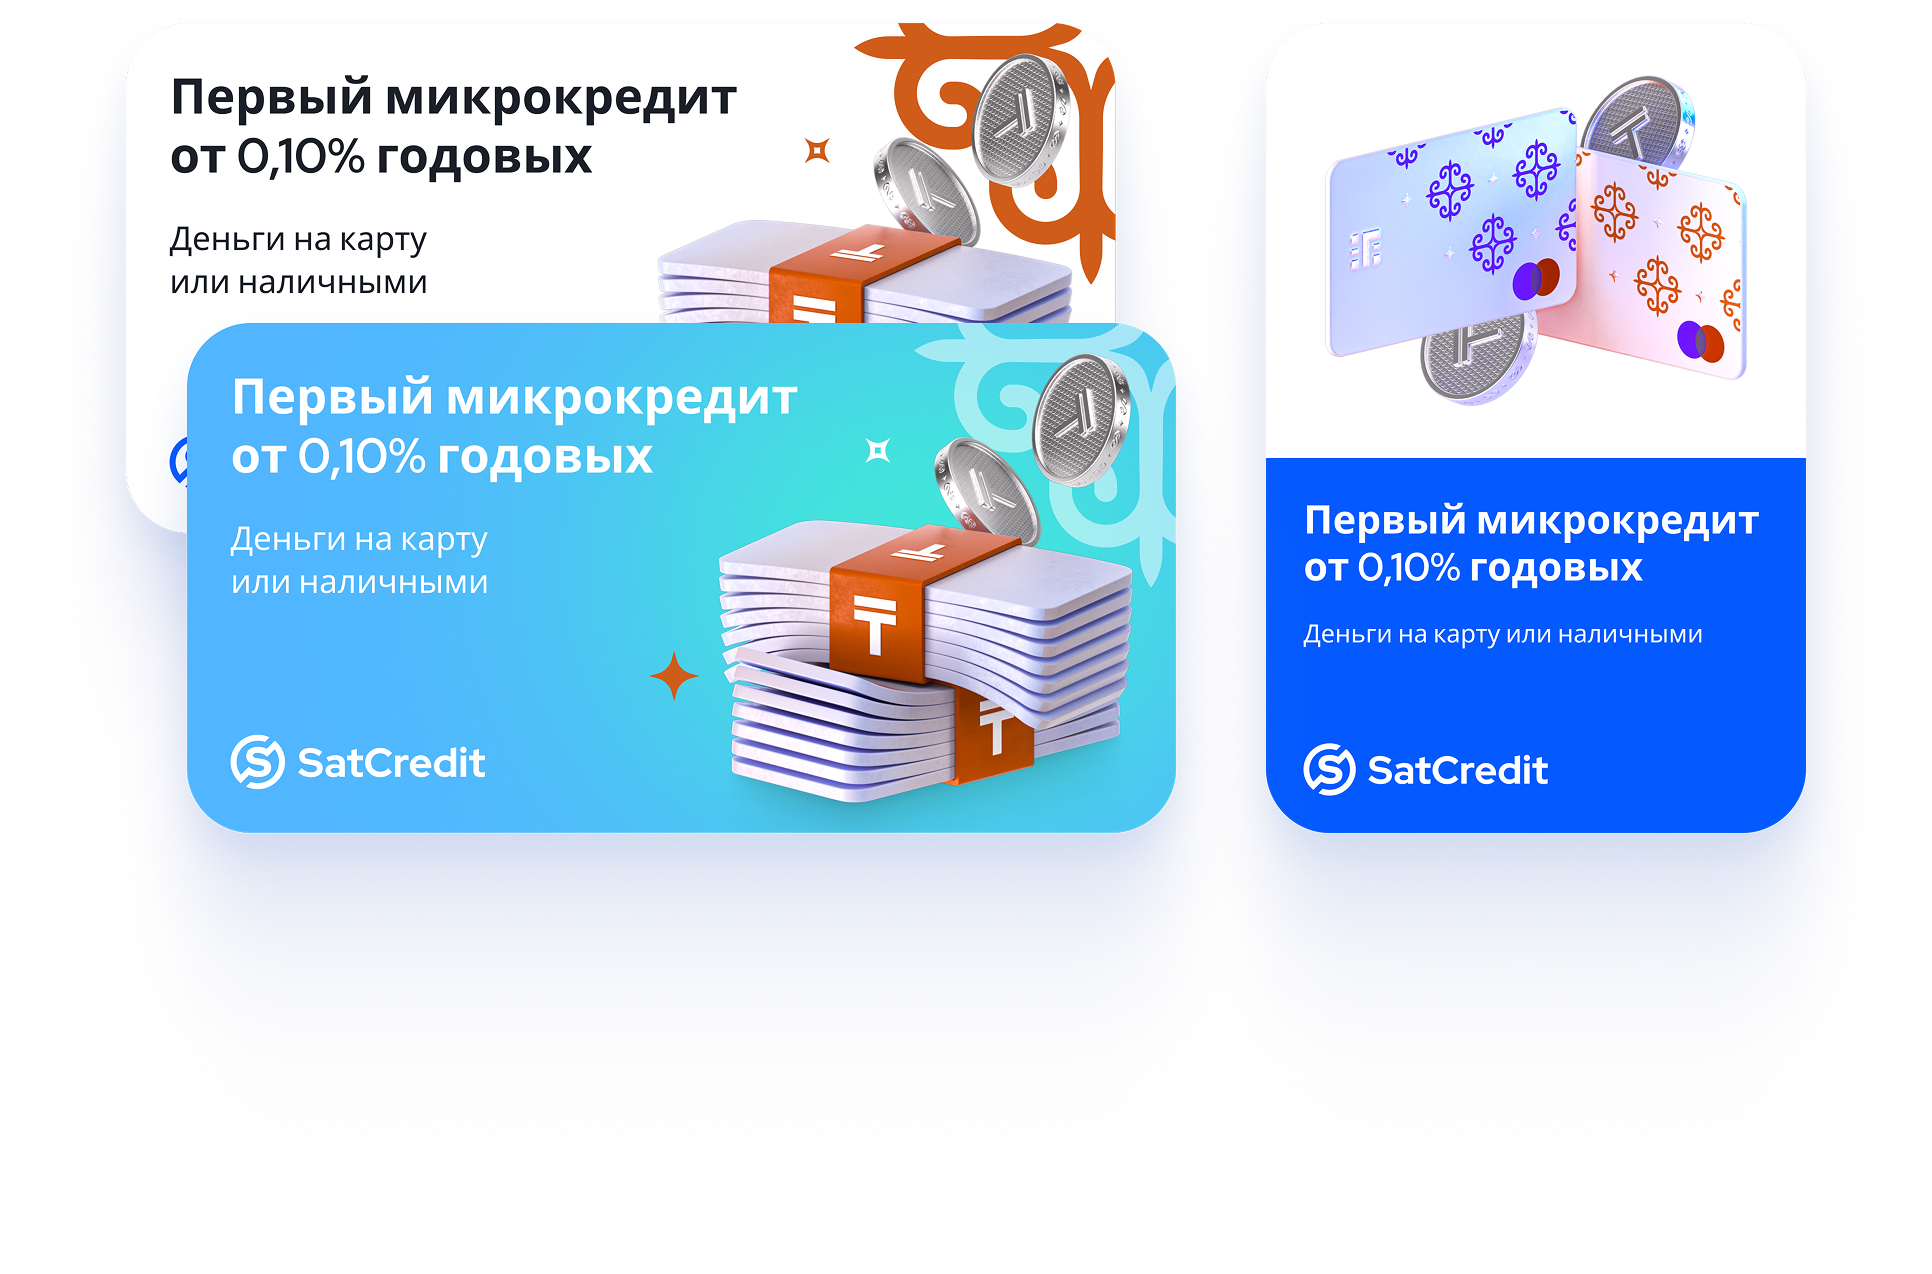 Первый микрокредит
от 0,10% годовых
Деньги на карту
или наличными
Первый микрокредит
от 0,10% годовых
Деньги на карту
или наличными
SatCredit
Первый микрокредит
от 0,10% годовых
Деньги на карту или наличными
SatCredit